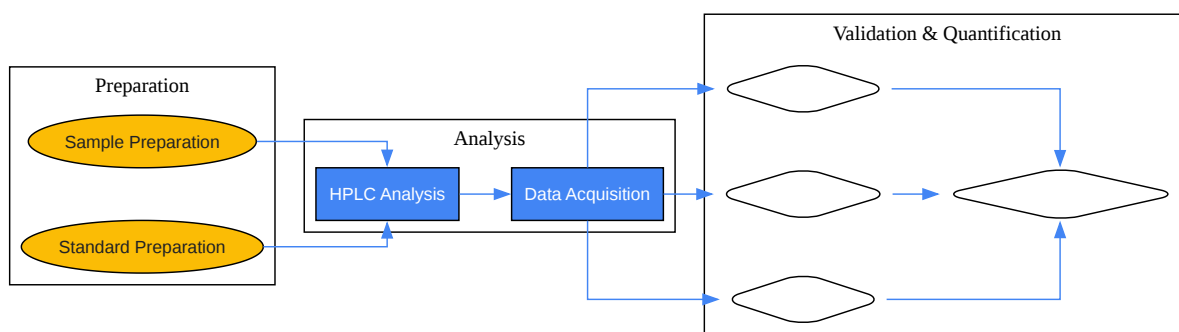 Validation & Quantification
Preparation
Sample Preparation
Analysis
HPLC Analysis
Data Acquisition
Standard Preparation